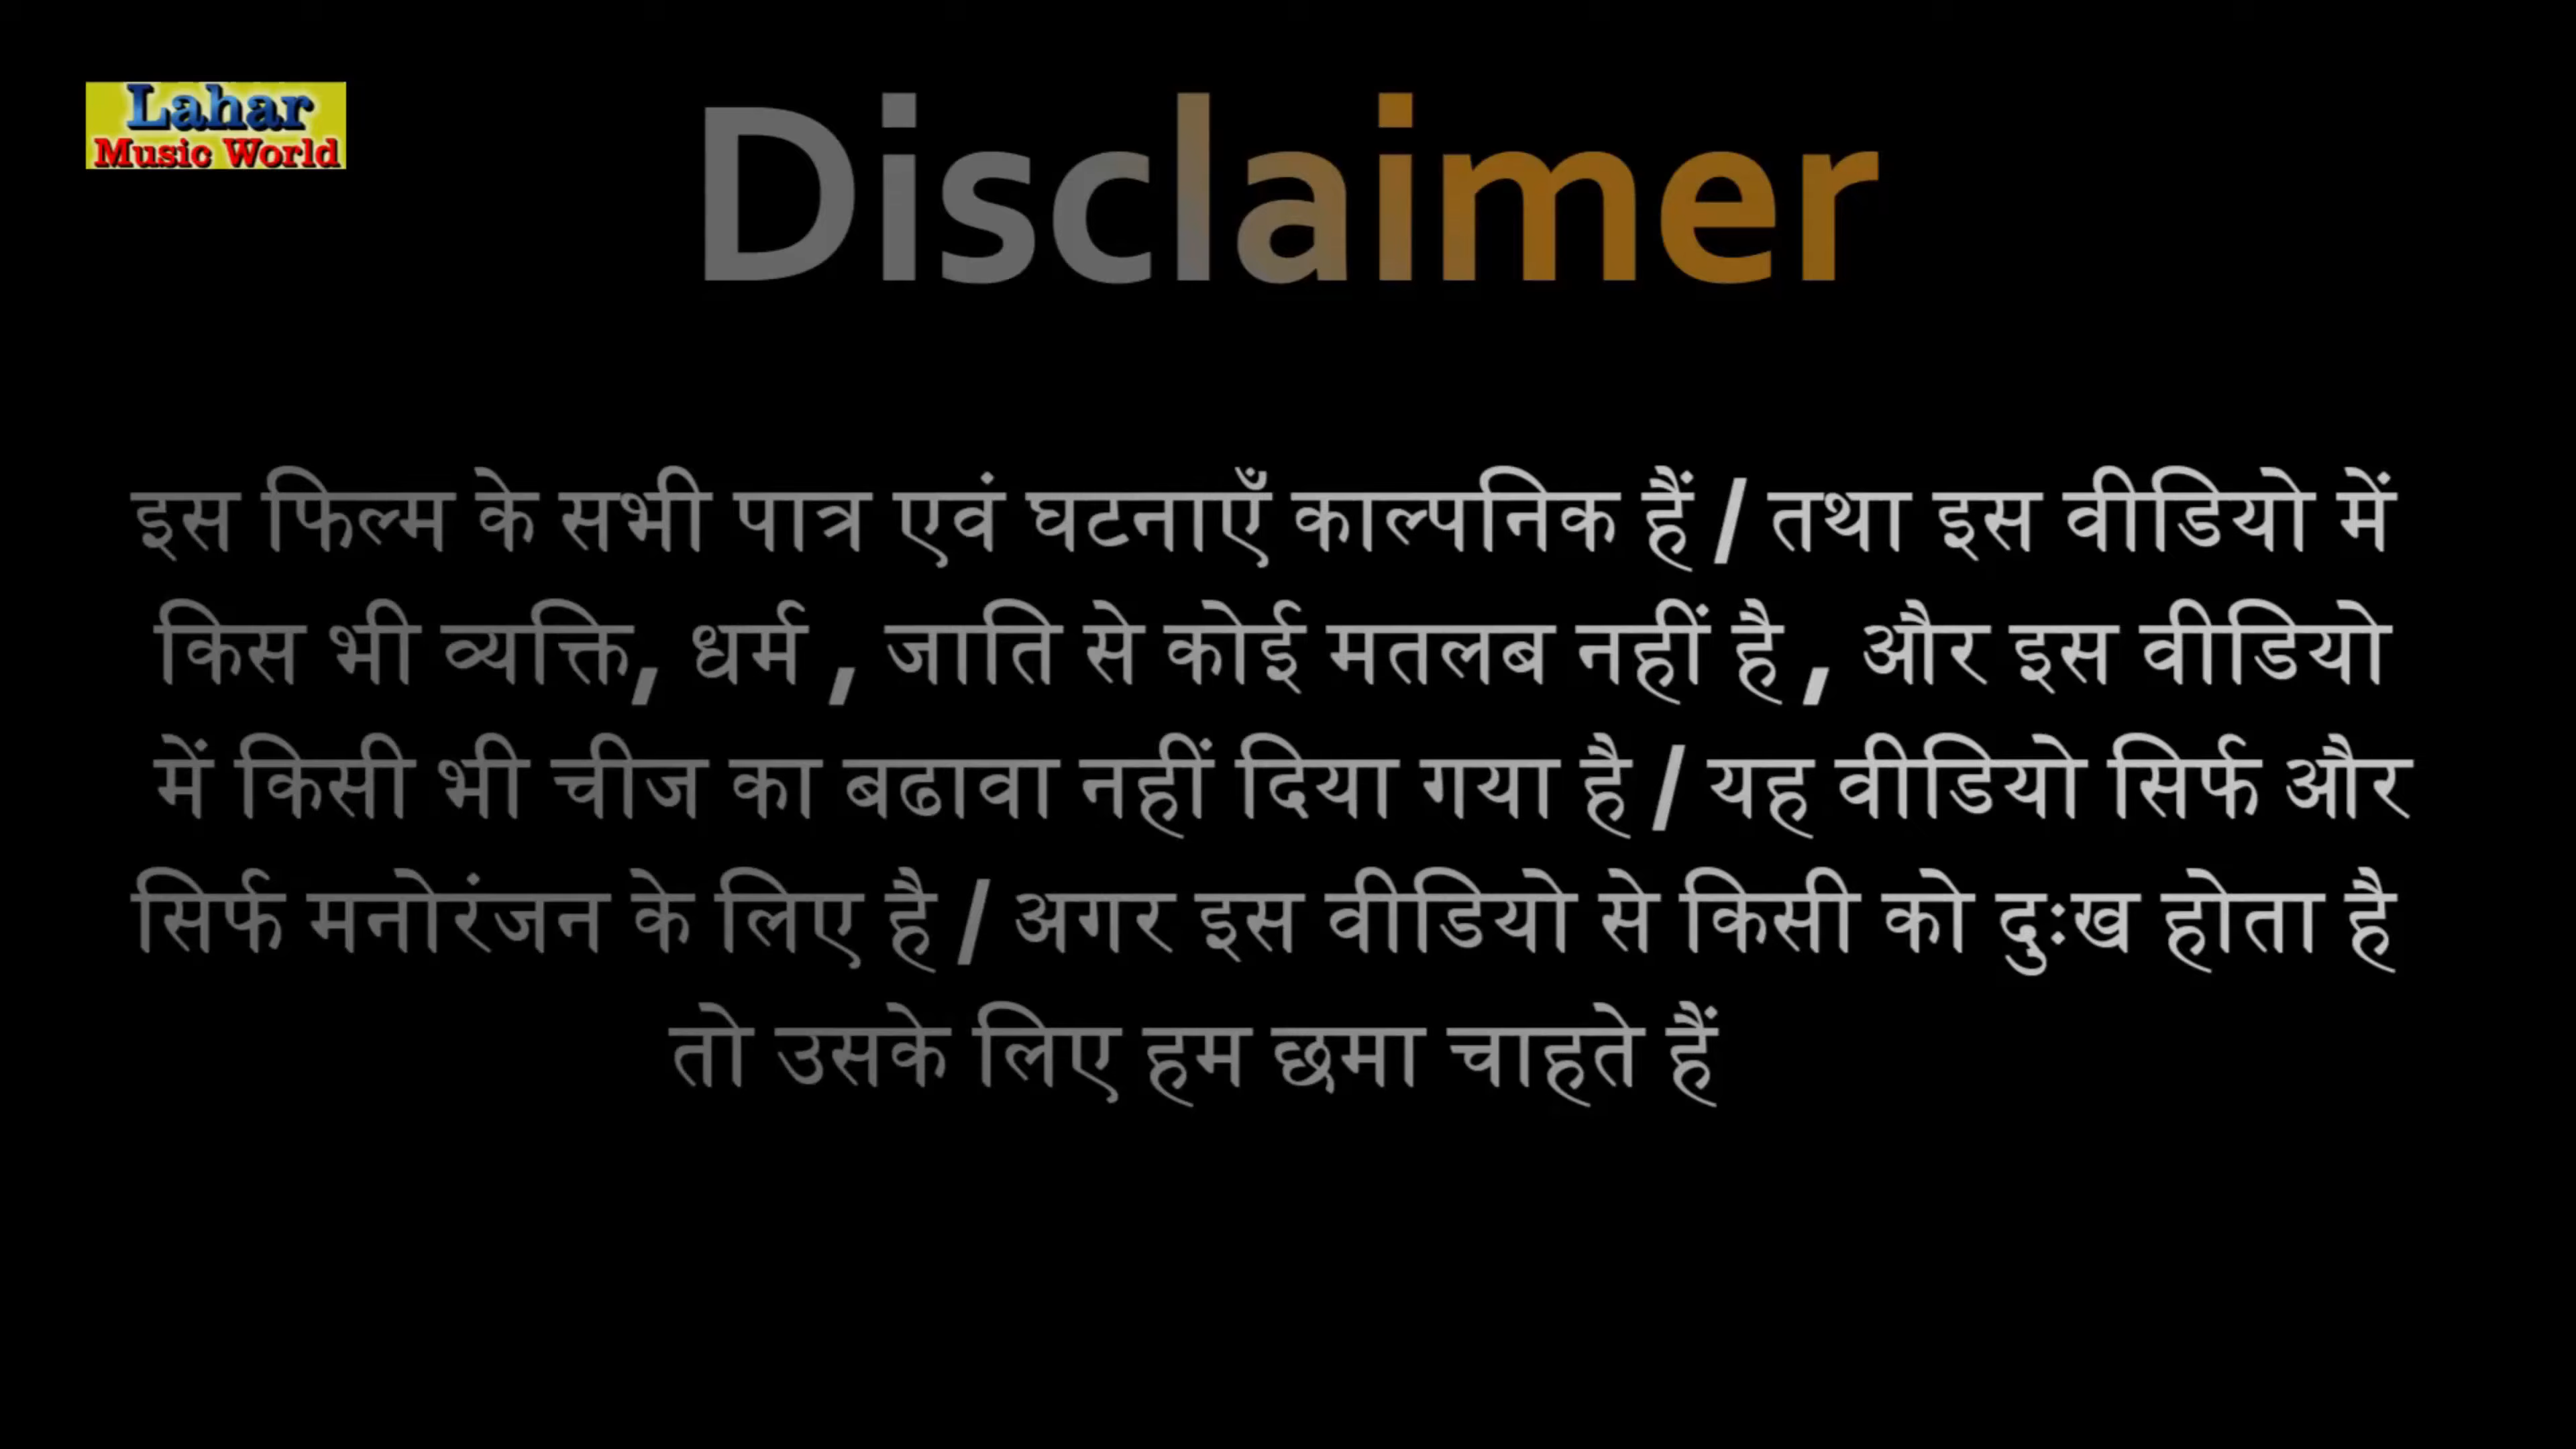 Lahar
Music World
Disclaimer
इस फिल्म के सभी पात्र एवं घटनाएँ काल्पनिक हैं / तथा इस वीडियो में
किस भी व्यक्ति, धर्म , जाति से कोई मतलब नहीं है , और इस वीडियो
में किसी भी चीज का बढावा नहीं दिया गया है / यह वीडियो सिर्फ और
सिर्फ मनोरंजन के लिए है / अगर इस वीडियो से किसी को दुःख होता है
तो उसके लिए हम छमा चाहते हैं